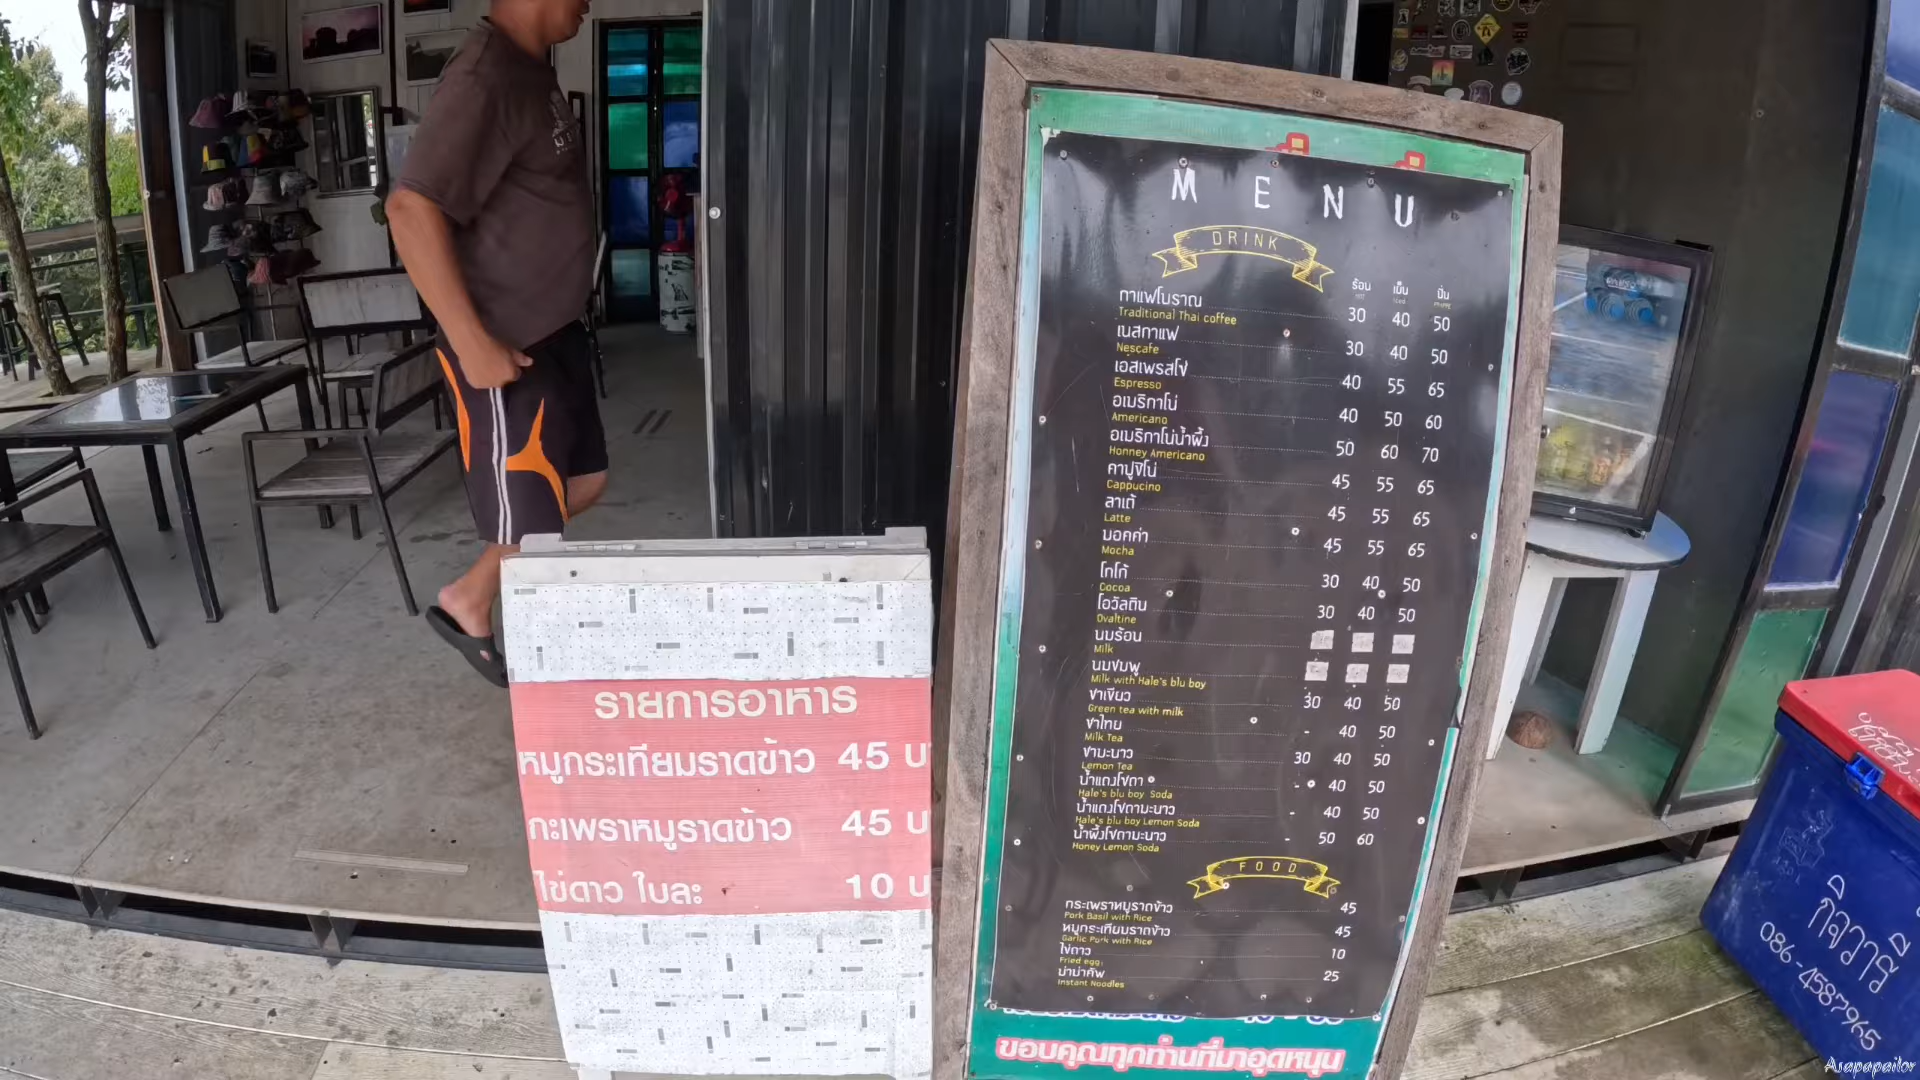 MENU
DRINK
ร้อน เย็น ปั่น
กาแฟโบราณ 30 40 50
Traditional Thai coffee
เนสกาแฟ 30 40 50
Nescafe
เอสเพรสโซ่ 40 55 65
Espresso
อเมริกาโน่ 40 50 60
Americano
อเมริกาโน่น้ำผึ้ง 50 60 70
Honney Americano
คาปูชิโน่ 45 55 65
Cappucino
ลาเต้ 45 55 65
Latte
มอคค่า 45 55 65
Mocha
โกโก้ 30 40 50
Cocoa
โอวัลติน 30 40 50
Ovaltine
นมร้อน
Milk
นมชมพู
Milk with Hale's blu boy
ชาเขียว 30 40 50
Green tea with milk
ชาไทย - 40 50
Milk Tea
ชามะนาว 30 40 50
Lemon Tea
น้ำแดงโซดา - 40 50
Hale's blu boy Soda
น้ำแดงโซดามะนาว - 40 50
Hale's blu boy Lemon Soda
น้ำผึ้งโซดามะนาว - 50 60
Honey Lemon Soda
FOOD
กระเพราหมูราดข้าว 45
Pork Basil with Rice
หมูกระเทียมราดข้าว 45
Garlic Pork with Rice
ไข่ดาว 10
Fried egg
มาม่าคัพ 25
Instant Noodles
ขอบคุณทุกท่านที่มาอุดหนุน
รายการอาหาร
หมูกระเทียมราดข้าว 45 บ
กะเพราหมูราดข้าว 45 บ
ไข่ดาว ใบละ 10 บ
กิจวารี
086-4587965